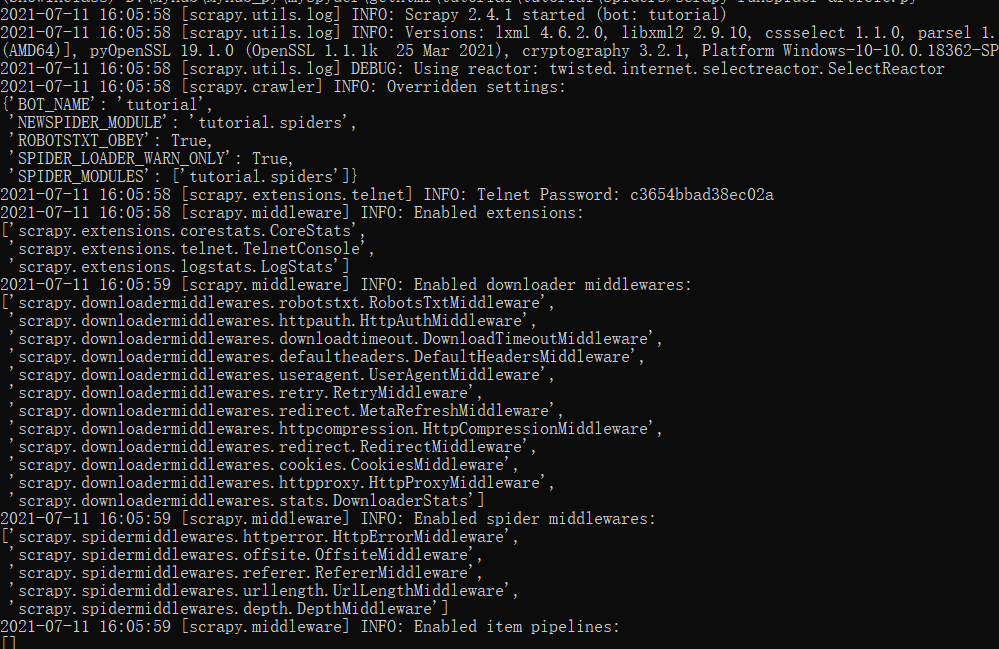 2021-07-11 16:05:58 [scrapy.utils.log] INFO: Scrapy 2.4.1 started (bot: tutorial)
2021-07-11 16:05:58 [scrapy.utils.log] INFO: Versions: lxml 4.6.2.0, libxml2 2.9.10, cssselect 1.1.0, parsel 1.
(AMD64)], pyOpenSSL 19.1.0 (OpenSSL 1.1.1k  25 Mar 2021), cryptography 3.2.1, Platform Windows-10-10.0.18362-SP
2021-07-11 16:05:58 [scrapy.utils.log] DEBUG: Using reactor: twisted.internet.selectreactor.SelectReactor
2021-07-11 16:05:58 [scrapy.crawler] INFO: Overridden settings:
{'BOT_NAME': 'tutorial',
 'NEWSPIDER_MODULE': 'tutorial.spiders',
 'ROBOTSTXT_OBEY': True,
 'SPIDER_LOADER_WARN_ONLY': True,
 'SPIDER_MODULES': ['tutorial.spiders']}
2021-07-11 16:05:58 [scrapy.extensions.telnet] INFO: Telnet Password: c3654bbad38ec02a
2021-07-11 16:05:58 [scrapy.middleware] INFO: Enabled extensions:
['scrapy.extensions.corestats.CoreStats',
 'scrapy.extensions.telnet.TelnetConsole',
 'scrapy.extensions.logstats.LogStats']
2021-07-11 16:05:59 [scrapy.middleware] INFO: Enabled downloader middlewares:
['scrapy.downloadermiddlewares.robotstxt.RobotsTxtMiddleware',
 'scrapy.downloadermiddlewares.httpauth.HttpAuthMiddleware',
 'scrapy.downloadermiddlewares.downloadtimeout.DownloadTimeoutMiddleware',
 'scrapy.downloadermiddlewares.defaultheaders.DefaultHeadersMiddleware',
 'scrapy.downloadermiddlewares.useragent.UserAgentMiddleware',
 'scrapy.downloadermiddlewares.retry.RetryMiddleware',
 'scrapy.downloadermiddlewares.redirect.MetaRefreshMiddleware',
 'scrapy.downloadermiddlewares.httpcompression.HttpCompressionMiddleware',
 'scrapy.downloadermiddlewares.redirect.RedirectMiddleware',
 'scrapy.downloadermiddlewares.cookies.CookiesMiddleware',
 'scrapy.downloadermiddlewares.httpproxy.HttpProxyMiddleware',
 'scrapy.downloadermiddlewares.stats.DownloaderStats']
2021-07-11 16:05:59 [scrapy.middleware] INFO: Enabled spider middlewares:
['scrapy.spidermiddlewares.httperror.HttpErrorMiddleware',
 'scrapy.spidermiddlewares.offsite.OffsiteMiddleware',
 'scrapy.spidermiddlewares.referer.RefererMiddleware',
 'scrapy.spidermiddlewares.urllength.UrlLengthMiddleware',
 'scrapy.spidermiddlewares.depth.DepthMiddleware']
2021-07-11 16:05:59 [scrapy.middleware] INFO: Enabled item pipelines:
[]